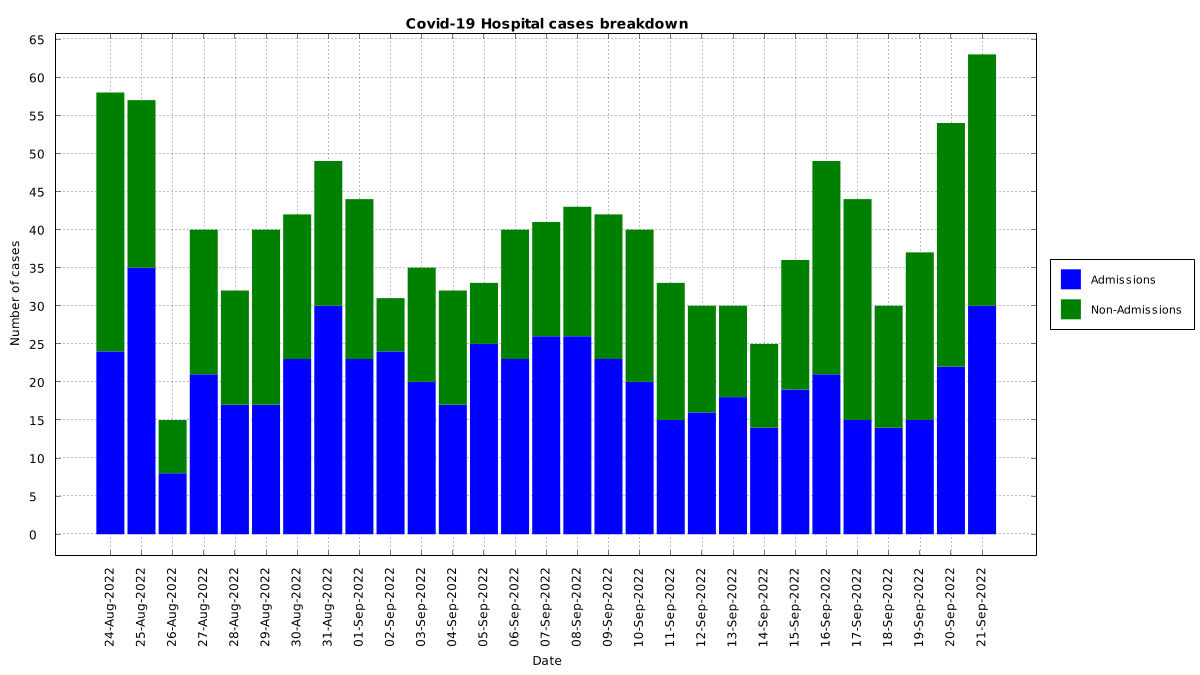 Covid-19 Hospital cases breakdown
65
60
55
50
45
40
35
30
25
20
15
10
5
0
Number of cases
Admissions
Non-Admissions
24-Aug-2022
25-Aug-2022
26-Aug-2022
27-Aug-2022
28-Aug-2022
29-Aug-2022
30-Aug-2022
31-Aug-2022
01-Sep-2022
02-Sep-2022
03-Sep-2022
04-Sep-2022
05-Sep-2022
06-Sep-2022
07-Sep-2022
08-Sep-2022
09-Sep-2022
10-Sep-2022
11-Sep-2022
12-Sep-2022
13-Sep-2022
14-Sep-2022
15-Sep-2022
16-Sep-2022
17-Sep-2022
18-Sep-2022
19-Sep-2022
20-Sep-2022
21-Sep-2022
Date